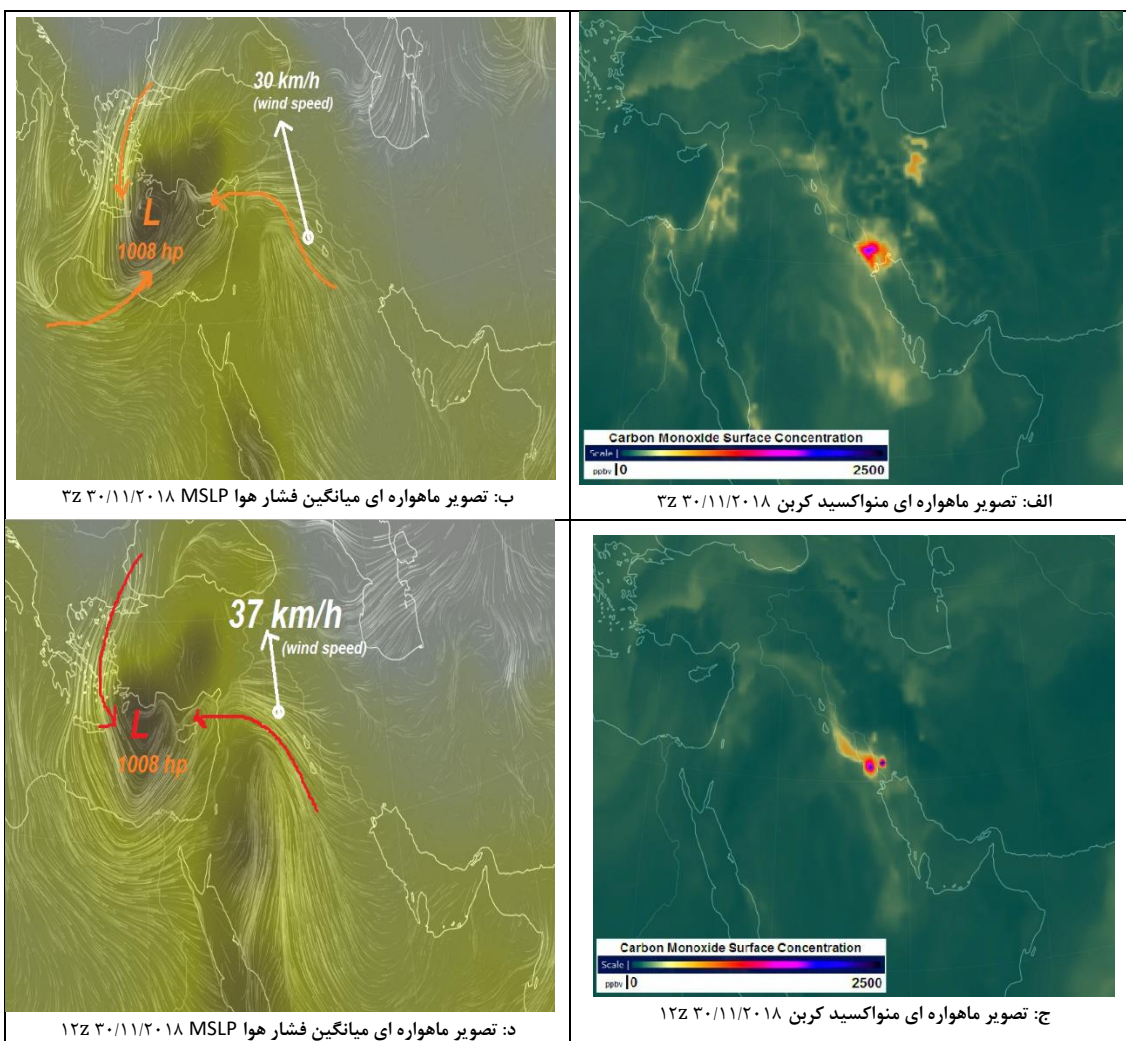 Carbon Monoxide Surface Concentration
Scale
ppbv 0 2500
الف: تصویر ماهواره ای منواکسید کربن ۳۰/۱۱/۲۰۱۸ ۳z
30 km/h
(wind speed)
L
1008 hp
ب: تصویر ماهواره ای میانگین فشار هوا MSLP ۳۰/۱۱/۲۰۱۸ ۳z
Carbon Monoxide Surface Concentration
Scale
ppbv 0 2500
ج: تصویر ماهواره ای منواکسید کربن ۳۰/۱۱/۲۰۱۸ ۱۲z
37 km/h
(wind speed)
L
1008 hp
د: تصویر ماهواره ای میانگین فشار هوا MSLP ۳۰/۱۱/۲۰۱۸ ۱۲z